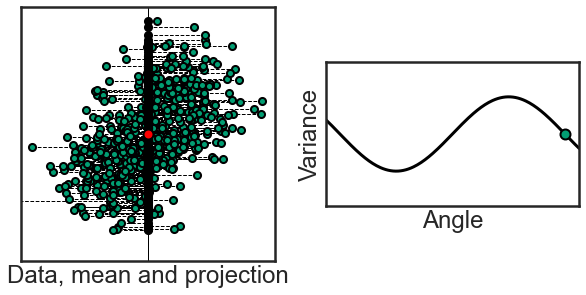 Data, mean and projection
Variance
Angle